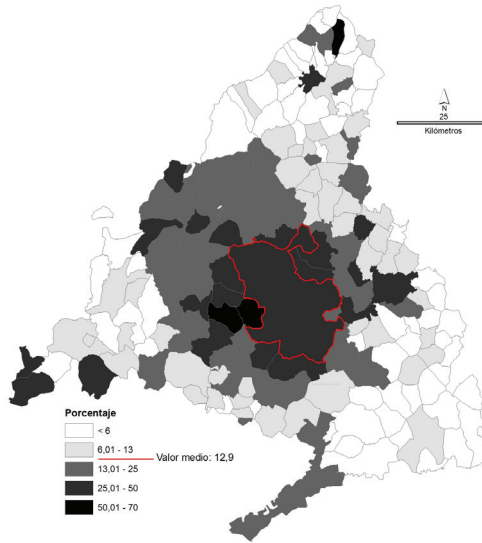 N
25
Kilómetros
Porcentaje
< 6
6,01 - 13
Valor medio: 12,9
13,01 - 25
25,01 - 50
50,01 - 70